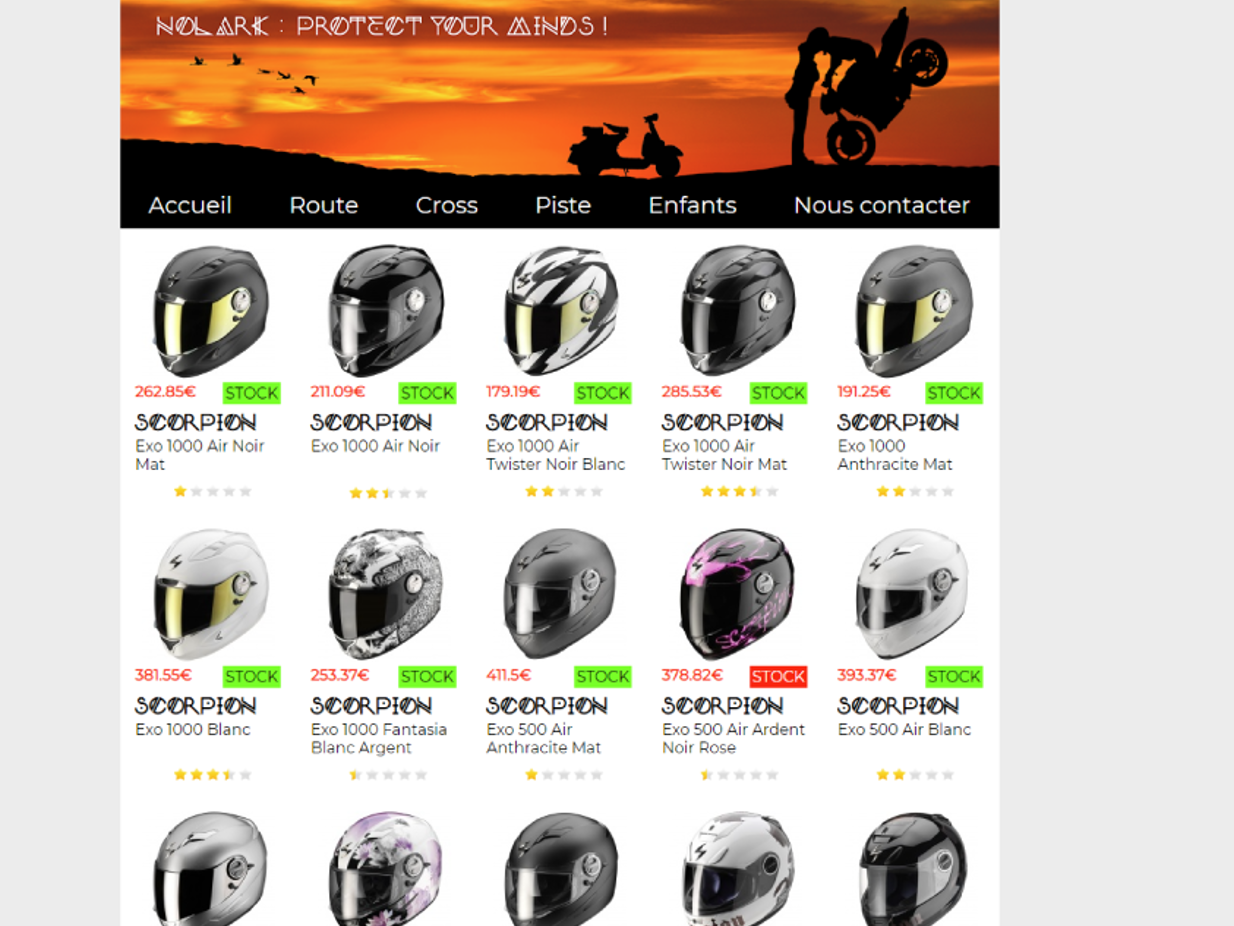 NOLARK : PROTECT YOUR MINDS !
Accueil Route Cross Piste Enfants Nous contacter
262.85€ STOCK 211.09€ STOCK 179.19€ STOCK 285.53€ STOCK 191.25€ STOCK
SCORPION SCORPION SCORPION SCORPION SCORPION
Exo 1000 Air Noir Exo 1000 Air Noir Exo 1000 Air Exo 1000 Air Exo 1000
Mat Twister Noir Blanc Twister Noir Mat Anthracite Mat
381.55€ STOCK 253.37€ STOCK 411.5€ STOCK 378.82€ STOCK 393.37€ STOCK
SCORPION SCORPION SCORPION SCORPION SCORPION
Exo 1000 Blanc Exo 1000 Fantasia Exo 500 Air Exo 500 Air Ardent Exo 500 Air Blanc
Blanc Argent Anthracite Mat Noir Rose